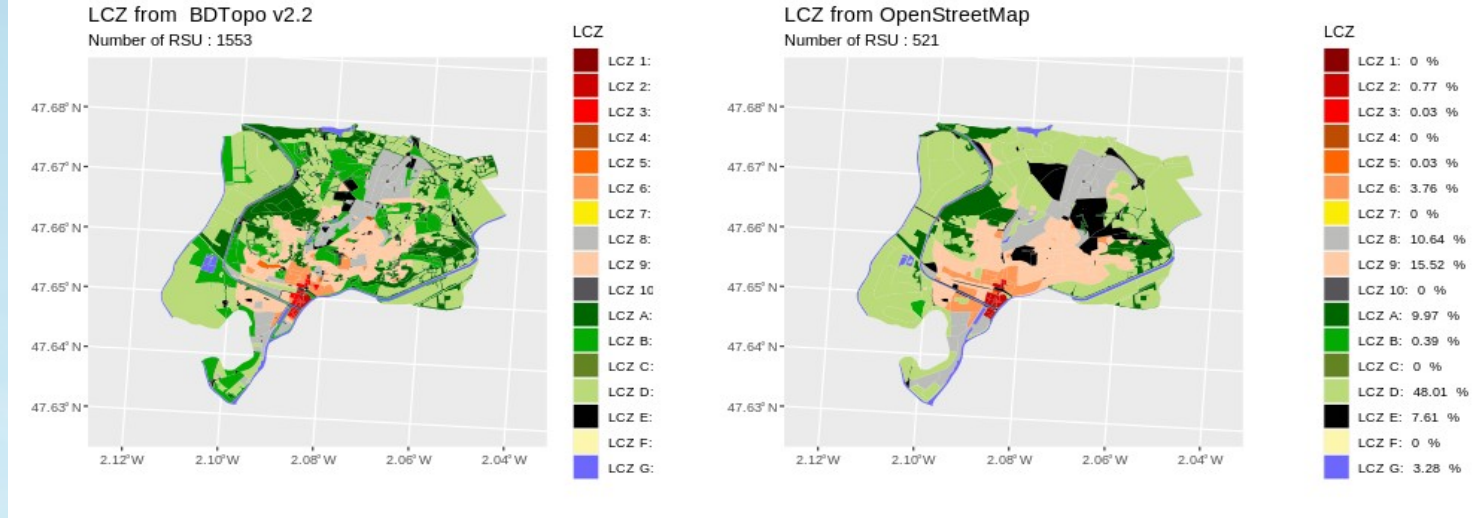 LCZ from BDTopo v2.2
Number of RSU : 1553
47.68°N
47.67°N
47.66°N
47.65°N
47.64°N
47.63°N
2.12°W
2.10°W
2.08°W
2.06°W
2.04°W
LCZ
LCZ 1:
LCZ 2:
LCZ 3:
LCZ 4:
LCZ 5:
LCZ 6:
LCZ 7:
LCZ 8:
LCZ 9:
LCZ 10
LCZ A:
LCZ B:
LCZ C:
LCZ D:
LCZ E:
LCZ F:
LCZ G:
LCZ from OpenStreetMap
Number of RSU : 521
47.68°N
47.67°N
47.66°N
47.65°N
47.64°N
47.63°N
2.12°W
2.10°W
2.08°W
2.06°W
2.04°W
LCZ
LCZ 1: 0 %
LCZ 2: 0.77 %
LCZ 3: 0.03 %
LCZ 4: 0 %
LCZ 5: 0.03 %
LCZ 6: 3.76 %
LCZ 7: 0 %
LCZ 8: 10.64 %
LCZ 9: 15.52 %
LCZ 10: 0 %
LCZ A: 9.97 %
LCZ B: 0.39 %
LCZ C: 0 %
LCZ D: 48.01 %
LCZ E: 7.61 %
LCZ F: 0 %
LCZ G: 3.28 %